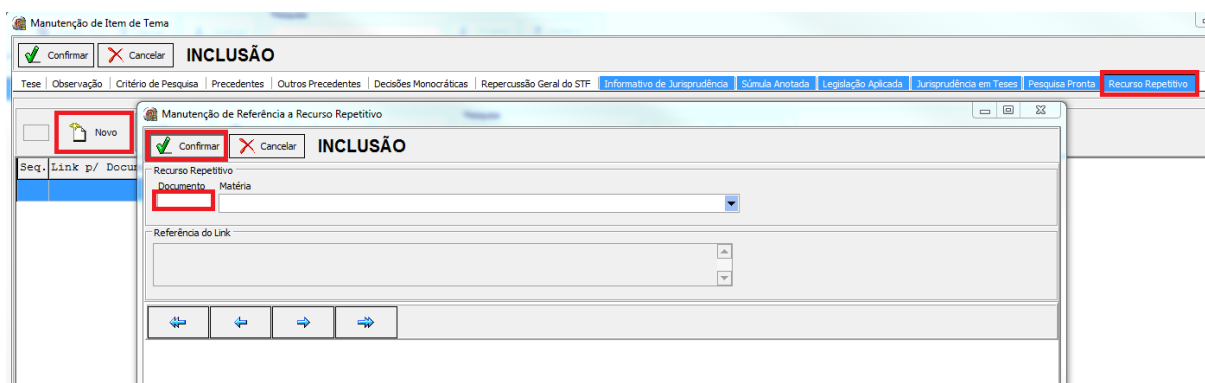 Manutenção de Item de Tema
Confirmar Cancelar INCLUSÃO
Tese Observação Critério de Pesquisa Precedentes Outros Precedentes Decisões Monocráticas Repercussão Geral do STF Informativo de Jurisprudência Súmula Anotada Legislação Aplicada Jurisprudência em Teses Pesquisa Pronta Recurso Repetitivo
Novo
Seq. Link p/ Docu
Manutenção de Referência a Recurso Repetitivo
Confirmar Cancelar INCLUSÃO
Recurso Repetitivo
Documento Matéria
Referência do Link